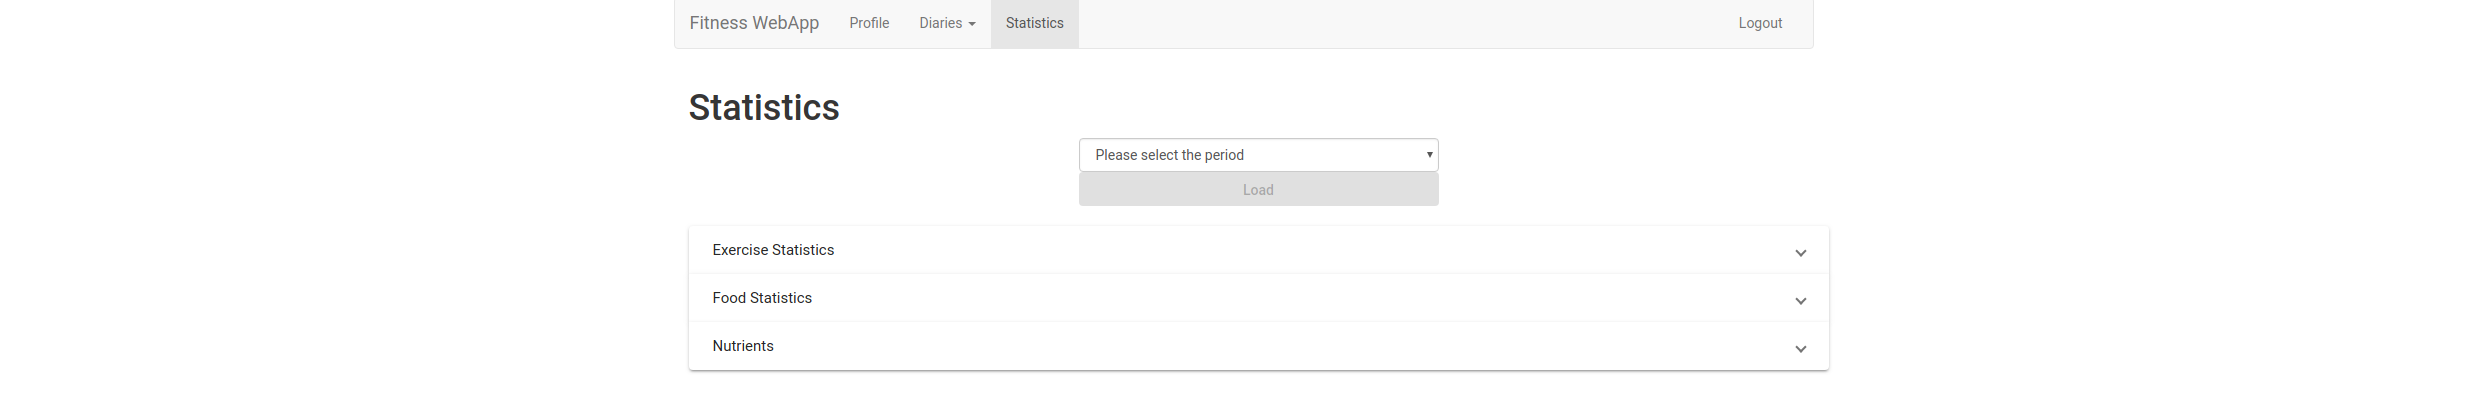 Fitness WebApp Profile Diaries Statistics Logout
Statistics
Please select the period
Load
Exercise Statistics
Food Statistics
Nutrients